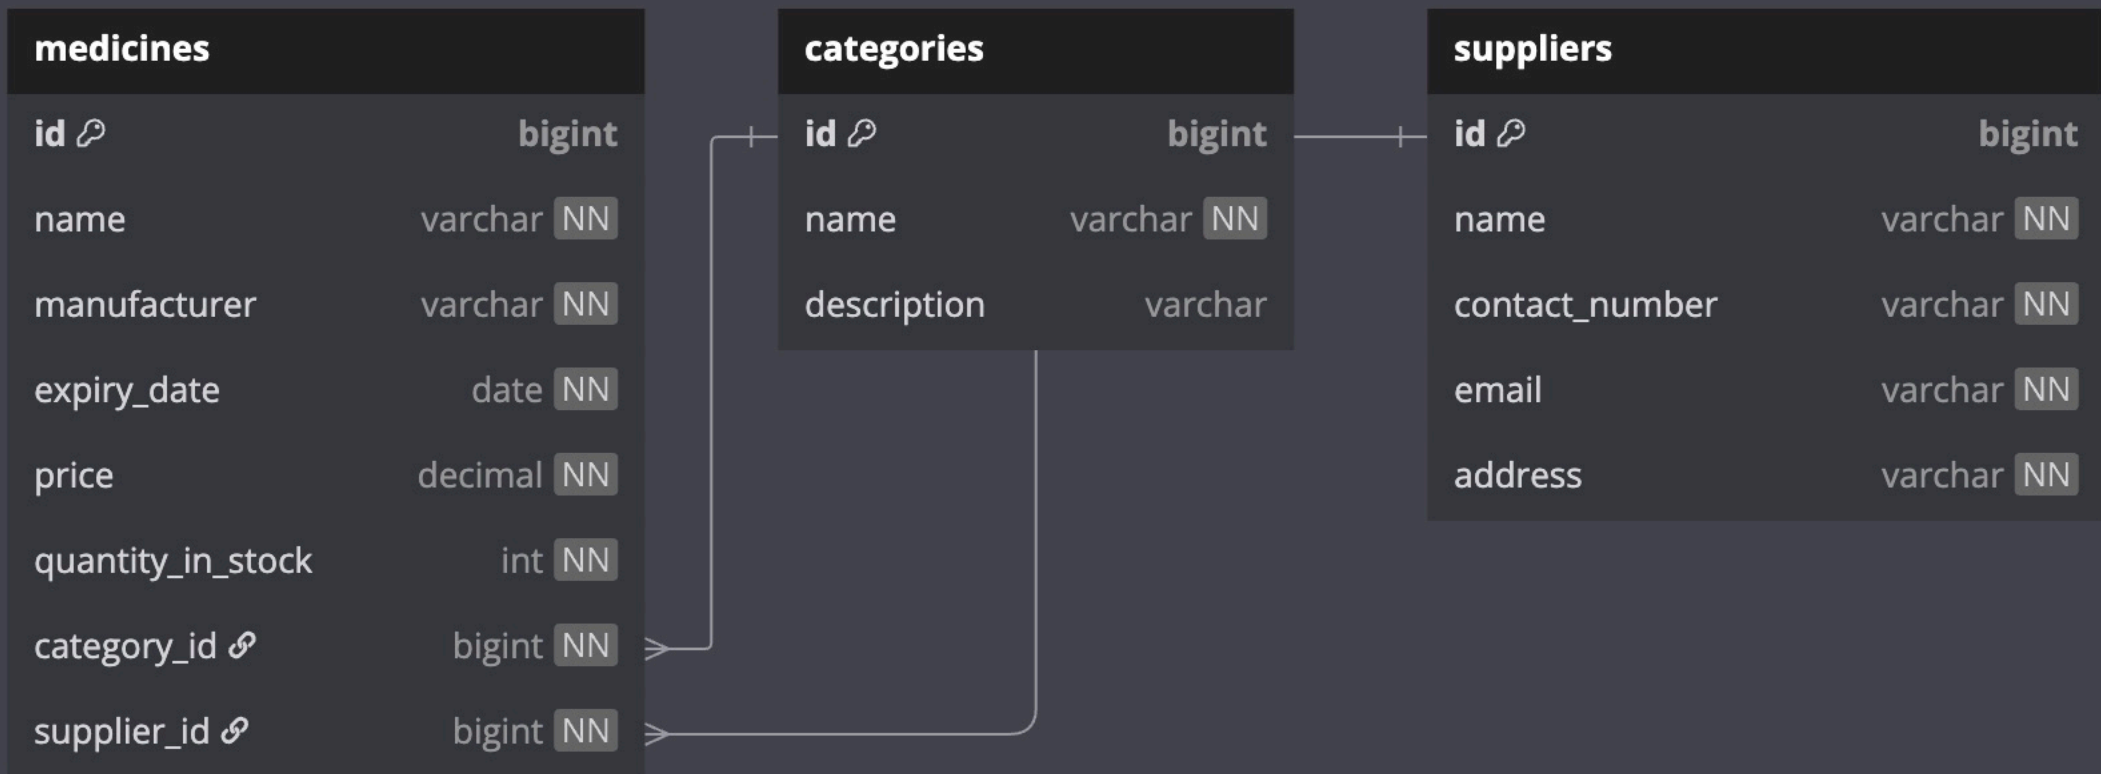 medicines
id bigint
name varchar NN
manufacturer varchar NN
expiry_date date NN
price decimal NN
quantity_in_stock int NN
category_id bigint NN
supplier_id bigint NN
categories
id bigint
name varchar NN
description varchar
suppliers
id bigint
name varchar NN
contact_number varchar NN
email varchar NN
address varchar NN